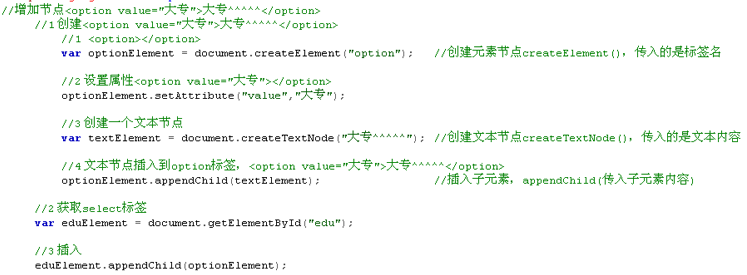 //增加节点<option value="大专">大专^^^^^</option>
//1创建<option value="大专">大专^^^^^</option>
//1 <option></option>
var optionElement = document.createElement("option"); //创建元素节点createElement(), 传入的是标签名
//2设置属性<option value="大专"></option>
optionElement.setAttribute("value","大专");
//3创建一个文本节点
var textElement = document.createTextNode("大专^^^^^"); //创建文本节点createTextNode(), 传入的是文本内容
//4文本节点插入到option标签, <option value="大专">大专^^^^^</option>
optionElement.appendChild(textElement); //插入子元素, appendChild(传入子元素内容)
//2获取select标签
var eduElement = document.getElementById("edu");
//3插入
eduElement.appendChild(optionElement);